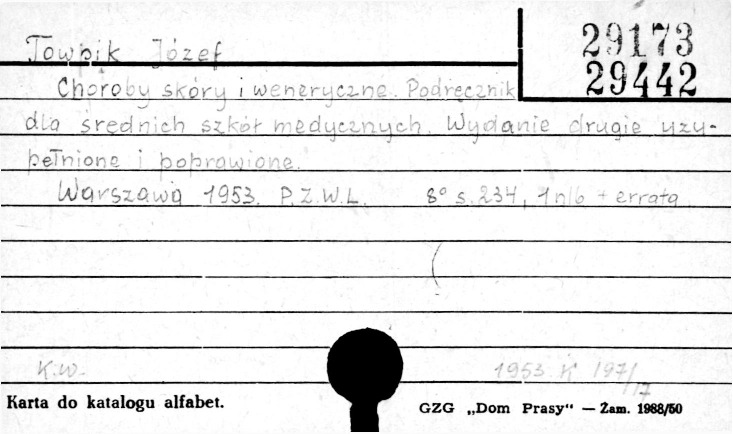 29173
29442
Towpik Józef
Choroby skóry i weneryczne. Podręcznik
dla średnich szkół medycznych. Wydanie drugie uzu-
pełnione i poprawione.
Warszawa 1953. P.Z.W.L. 8° s. 234, 1 nlb + errata
K.W. 1953 K 197/17
Karta do katalogu alfabet. GZG „Dom Prasy” — Zam. 1988/50